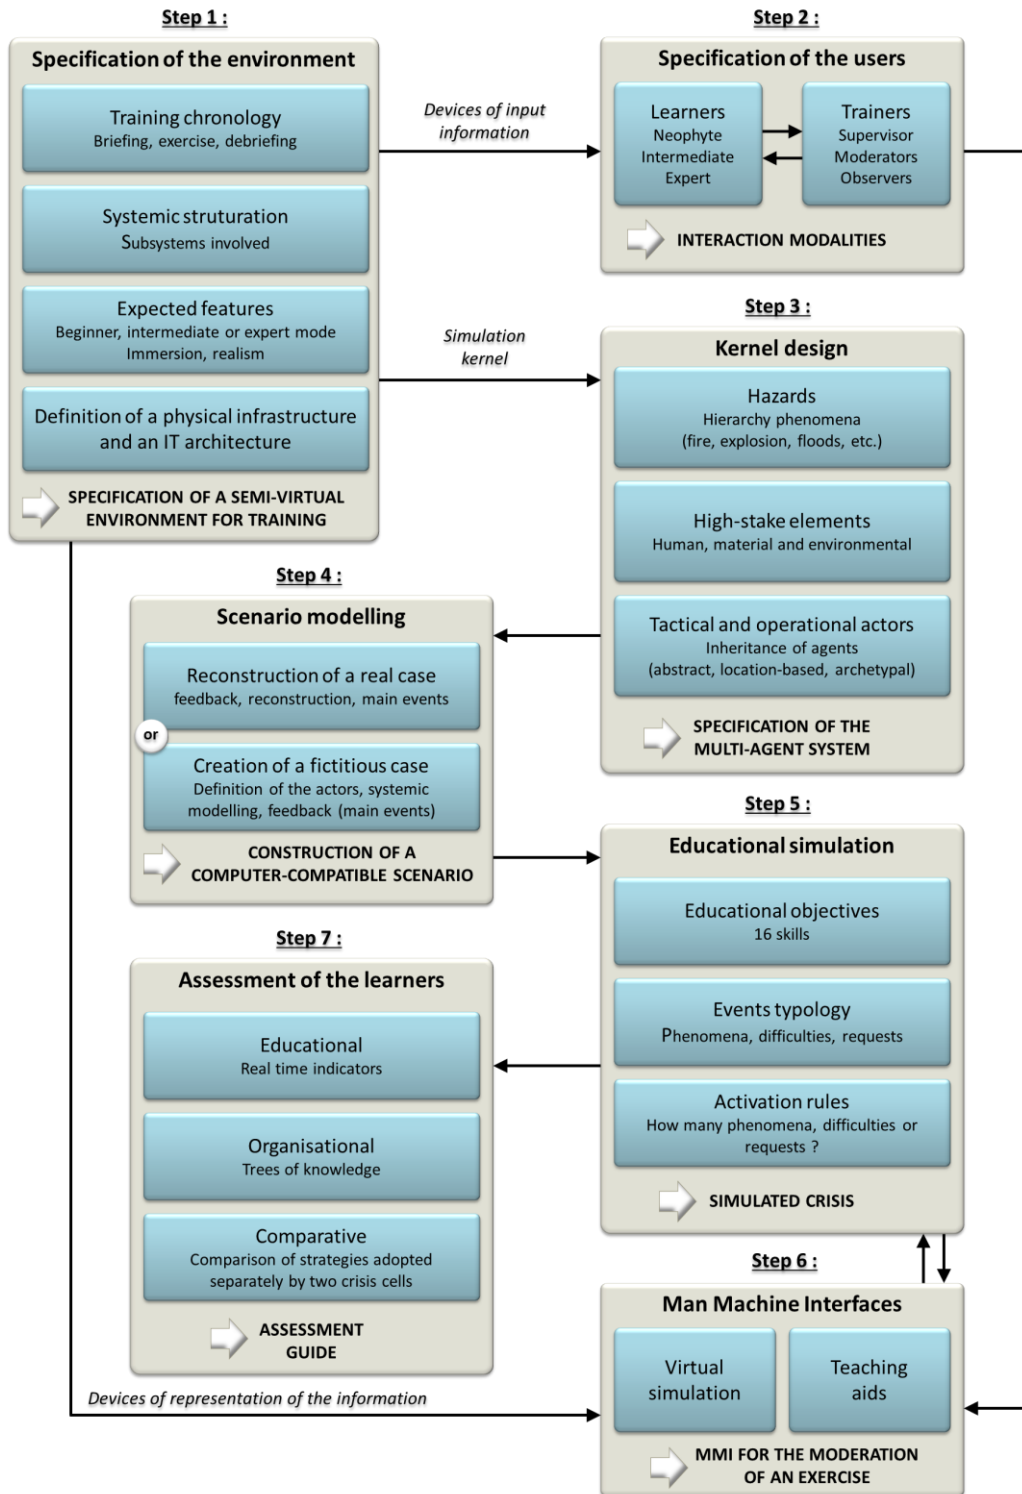 Step 1 :
Specification of the environment
Training chronology
Briefing, exercise, debriefing
Systemic struturation
Subsystems involved
Expected features
Beginner, intermediate or expert mode
Immersion, realism
Definition of a physical infrastructure
and an IT architecture
SPECIFICATION OF A SEMI-VIRTUAL
ENVIRONMENT FOR TRAINING
Devices of input
information
Step 2 :
Specification of the users
Learners
Neophyte
Intermediate
Expert
Trainers
Supervisor
Moderators
Observers
INTERACTION MODALITIES
Simulation
kernel
Step 3 :
Kernel design
Hazards
Hierarchy phenomena
(fire, explosion, floods, etc.)
High-stake elements
Human, material and environmental
Tactical and operational actors
Inheritance of agents
(abstract, location-based, archetypal)
SPECIFICATION OF THE
MULTI-AGENT SYSTEM
Step 4 :
Scenario modelling
Reconstruction of a real case
feedback, reconstruction, main events
or
Creation of a fictitious case
Definition of the actors, systemic
modelling, feedback (main events)
CONSTRUCTION OF A
COMPUTER-COMPATIBLE SCENARIO
Step 5 :
Educational simulation
Educational objectives
16 skills
Events typology
Phenomena, difficulties, requests
Activation rules
How many phenomena, difficulties or
requests ?
SIMULATED CRISIS
Step 7 :
Assessment of the learners
Educational
Real time indicators
Organisational
Trees of knowledge
Comparative
Comparison of strategies adopted
separately by two crisis cells
ASSESSMENT
GUIDE
Devices of representation of the information
Step 6 :
Man Machine Interfaces
Virtual
simulation
Teaching
aids
MMI FOR THE MODERATION
OF AN EXERCISE